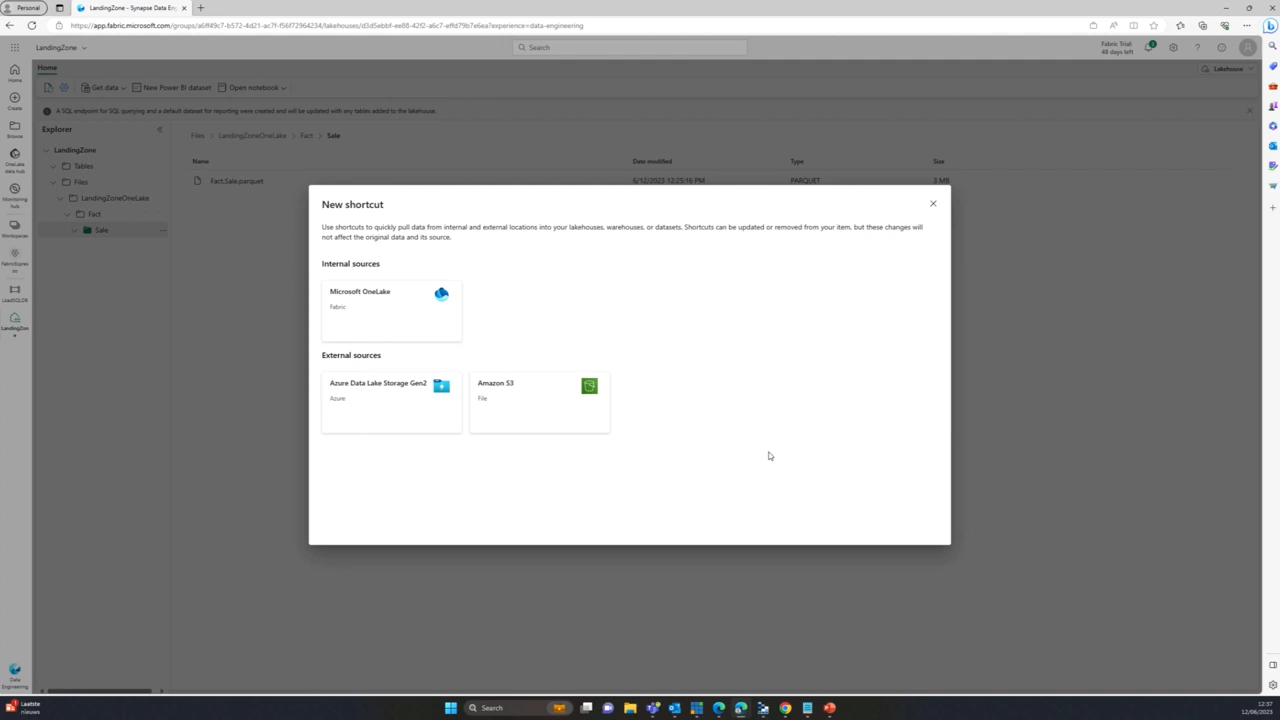 Personal
LandingZone - Synapse Data Eng
https://app.fabric.microsoft.com/groups/a6ff49c7-b572-4d21-ac7f-f56f72964234/lakehouses/d3d5ebbf-ee88-42f2-a6c7-effd79b7e6ea?experience=data-engineering
LandingZone
Search
Fabric Trial:
48 days left
Home
Lakehouse
Get data
New Power BI dataset
Open notebook
A SQL endpoint for SQL querying and a default dataset for reporting were created and will be updated with any tables added to the lakehouse.
Home
Create
Browse
OneLake
data hub
Monitoring
hub
Workspaces
LoadSQLDB
LandingZon
e
Data
Engineering
Explorer
LandingZone
Tables
Files
LandingZoneOneLake
Fact
Sale
Files > LandingZoneOneLake > Fact > Sale
Name Date modified Type Size
Fact.Sale.parquet 6/12/2023 12:25:16 PM PARQUET 3 MB
New shortcut
Use shortcuts to quickly pull data from internal and external locations into your lakehouses, warehouses, or datasets. Shortcuts can be updated or removed from your item, but these changes will
not affect the original data and its source.
Internal sources
Microsoft OneLake
Fabric
External sources
Azure Data Lake Storage Gen2
Azure
Amazon S3
File
Laatste
nieuws
Search
12:37
12/06/2023